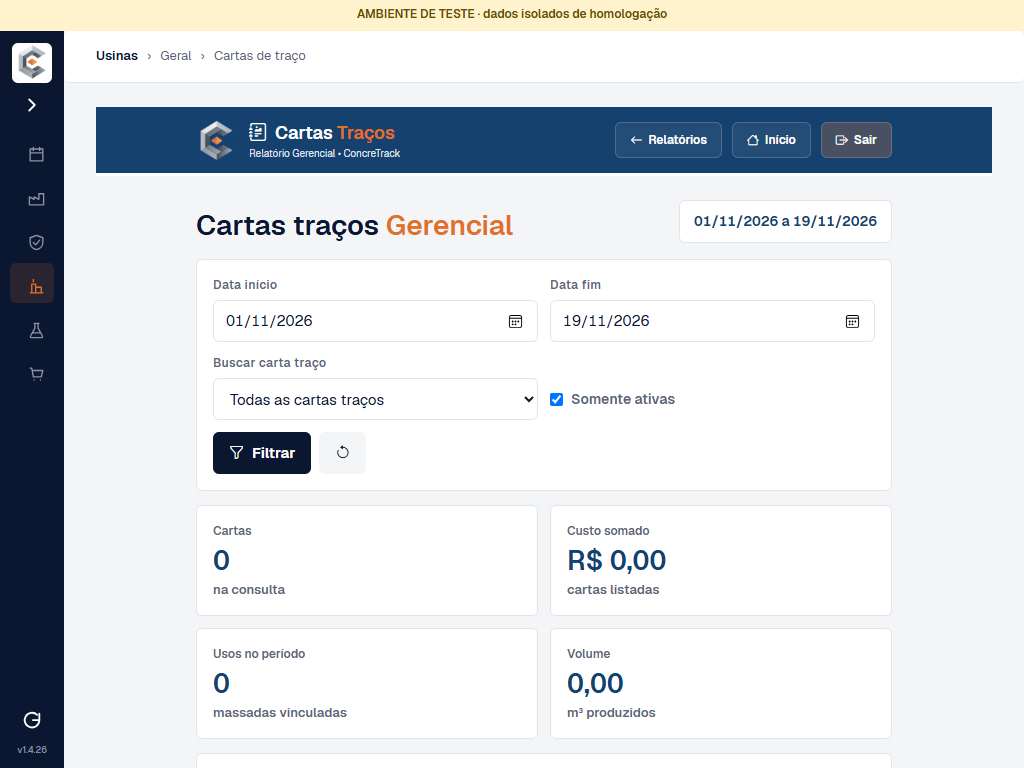 AMBIENTE DE TESTE · dados isolados de homologação
Usinas › Geral › Cartas de traço
Cartas Traços
Relatório Gerencial • ConcreTrack
← Relatórios
Início
Sair
Cartas traços Gerencial
01/11/2026 a 19/11/2026
Data início
Data fim
01/11/2026
19/11/2026
Buscar carta traço
Todas as cartas traços
Somente ativas
Filtrar
Cartas
0
na consulta
Custo somado
R$ 0,00
cartas listadas
Usos no período
0
massadas vinculadas
Volume
0,00
m³ produzidos
v1.4.26